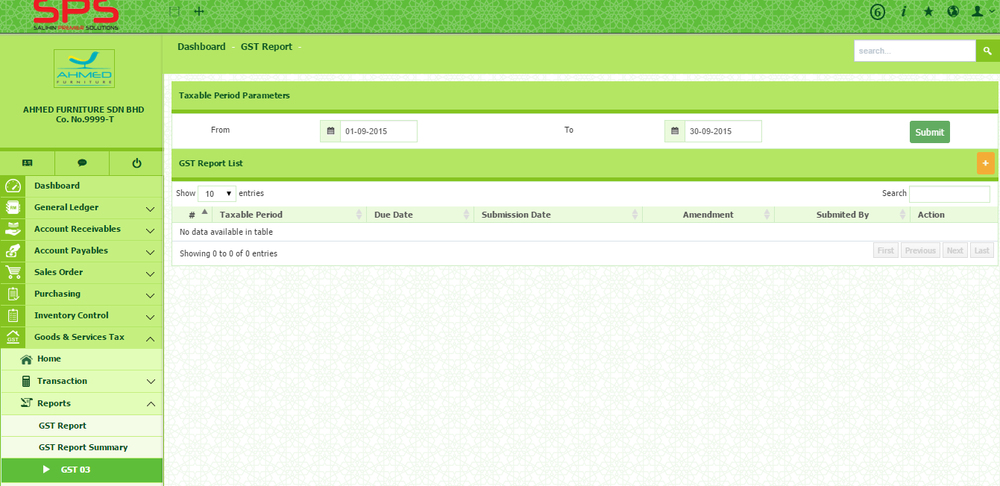 SPS
SALIHIN PREMIER SOLUTIONS
6 i
Dashboard - GST Report -
search...
AHMED
FURNITURE
AHMED FURNITURE SDN BHD
Co. No.9999-T
Dashboard
RM General Ledger
Account Receivables
Account Payables
Sales Order
Purchasing
Inventory Control
GST Goods & Services Tax
Home
Transaction
Reports
GST Report
GST Report Summary
GST 03
Taxable Period Parameters
From 01-09-2015 To 30-09-2015 Submit
GST Report List +
Show 10 entries Search
# Taxable Period Due Date Submission Date Amendment Submited By Action
No data available in table
Showing 0 to 0 of 0 entries First Previous Next Last